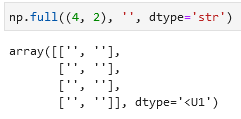 np.full((4, 2), '', dtype='str')
array([['', ''],
       ['', ''],
       ['', ''],
       ['', '']], dtype='<U1')